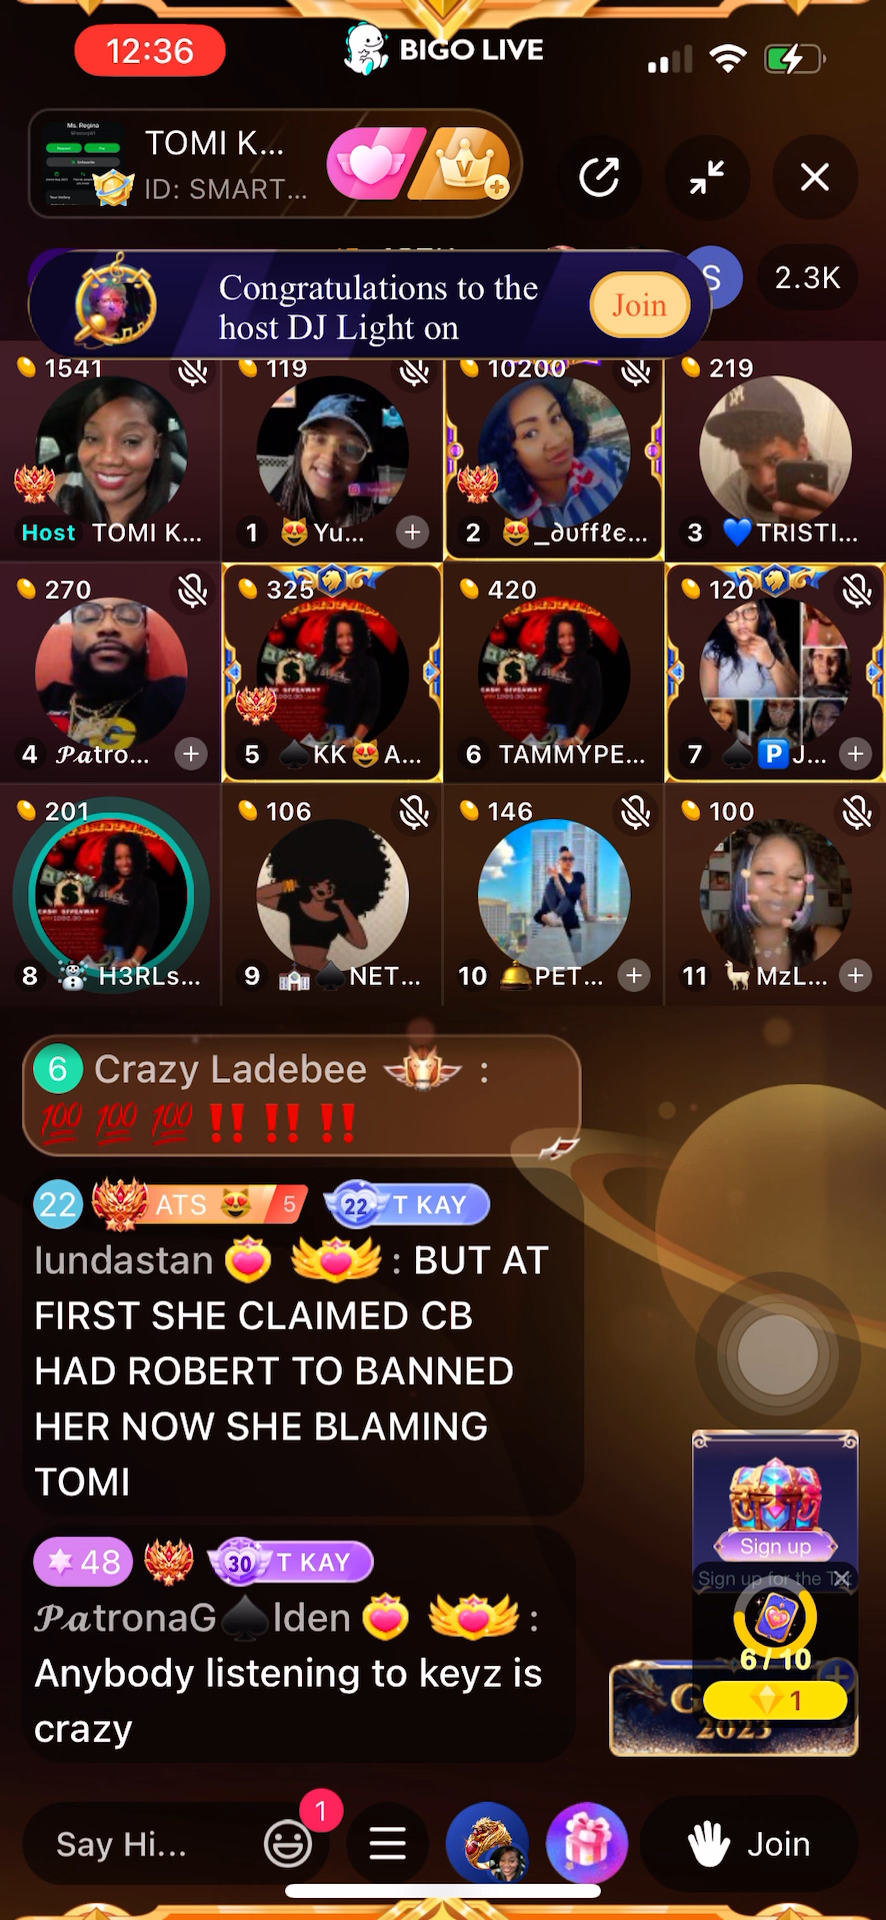 12:36
BIGO LIVE
Ms. Regina
TOMI K...
ID: SMART...
V
S
2.3K
Congratulations to the
host DJ Light on
Join
1541
119
10200
219
Host TOMI K...
1 😻 Yu... +
2 😻_∂υffℓє...
3 💙TRISTI...
270
325
420
120
4 𝓟𝓪tro... +
5 ♠️KK😻A...
6 TAMMYPE...
7 ♠️🅿️J... +
201
106
146
100
8 ☃️ H3RLs...
9 🏩♠️NET...
10 🛎️PET... +
11 🦙MzL... +
6 Crazy Ladebee :
💯 💯 💯 ‼️ ‼️ ‼️
22 ATS 😻 5 22 T KAY
lundastan : BUT AT
FIRST SHE CLAIMED CB
HAD ROBERT TO BANNED
HER NOW SHE BLAMING
TOMI
48 30 T KAY
𝓟𝓪tronaG♠️lden :
Anybody listening to keyz is
crazy
Sign up
6/10
1
2023
1
Say Hi...
Join